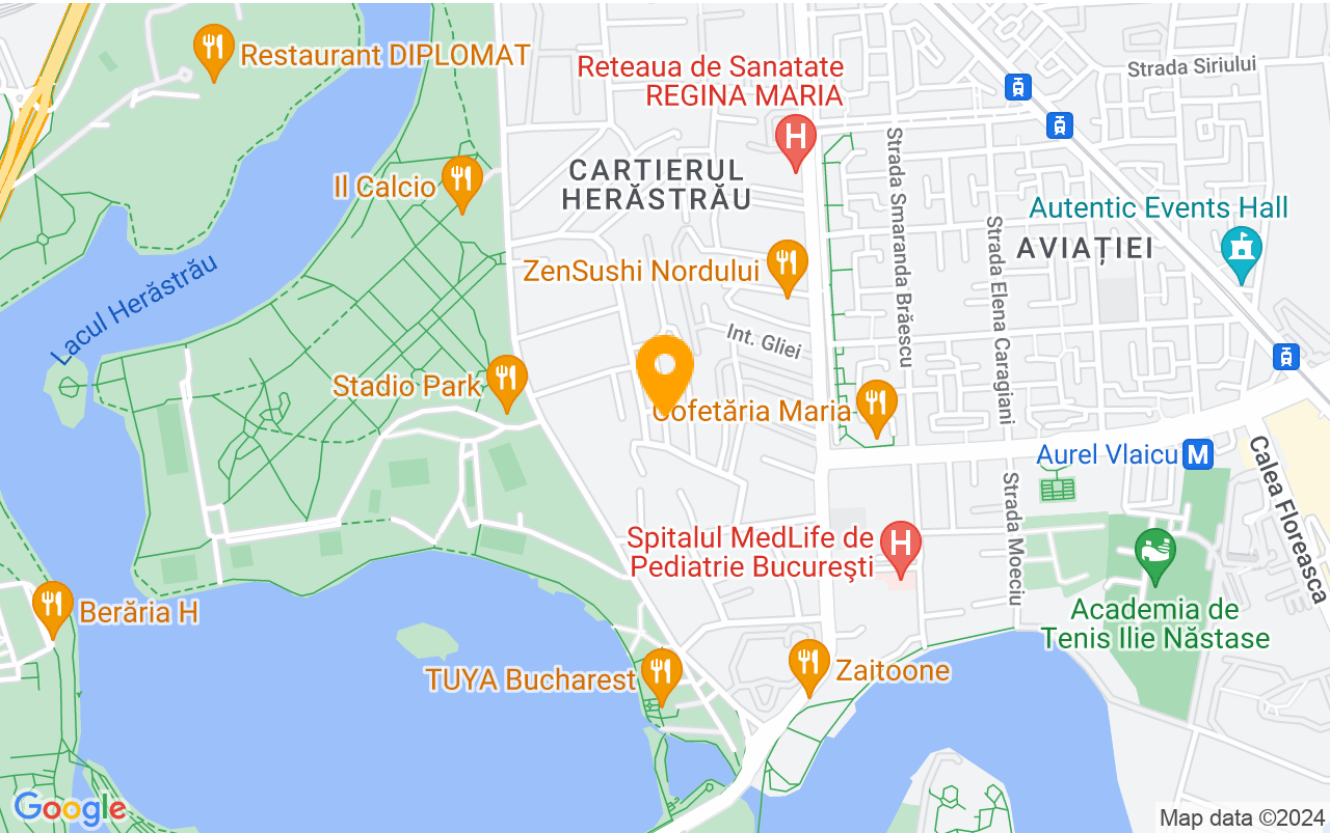 Restaurant DIPLOMAT
Reteaua de Sanatate
REGINA MARIA
Strada Siriului
Il Calcio
CARTIERUL
HERĂSTRĂU
Strada Smaranda Brăescu
Autentic Events Hall
Strada Elena Caragiani
AVIAȚIEI
Lacul Herăstrău
ZenSushi Nordului
Int. Gliei
Stadio Park
Cofetăria Maria
Aurel Vlaicu
M
Calea Floreasca
Strada Moeciu
Spitalul MedLife de
Pediatrie Bucureşti
Berăria H
Academia de
Tenis Ilie Năstase
TUYA Bucharest
Zaitoone
Google
Map data ©2024